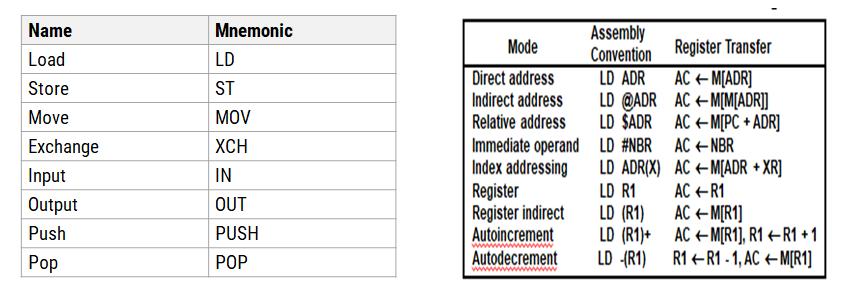 Name Mnemonic
Load LD
Store ST
Move MOV
Exchange XCH
Input IN
Output OUT
Push PUSH
Pop POP
Mode Assembly Convention Register Transfer
Direct address LD ADR AC ← M[ADR]
Indirect address LD @ADR AC ← M[M[ADR]]
Relative address LD $ADR AC ← M[PC + ADR]
Immediate operand LD #NBR AC ← NBR
Index addressing LD ADR(X) AC ← M[ADR + XR]
Register LD R1 AC ← R1
Register indirect LD (R1) AC ← M[R1]
Autoincrement LD (R1)+ AC ← M[R1], R1 ← R1 + 1
Autodecrement LD -(R1) R1 ← R1 - 1, AC ← M[R1]